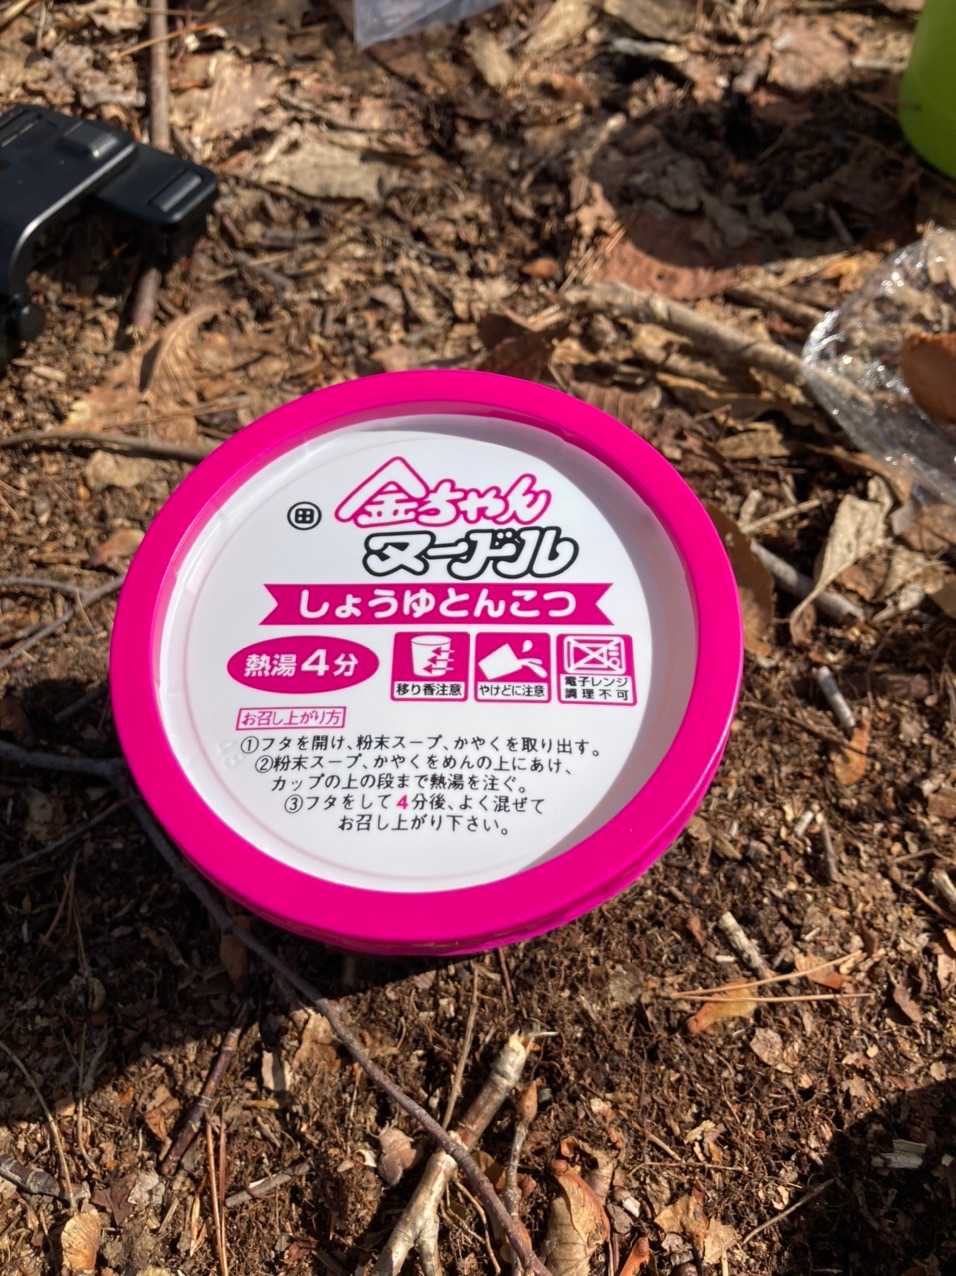 田
金ちゃん
ヌードル
しょうゆとんこつ
熱湯4分
移り香注意
やけどに注意
電子レンジ
調理不可
お召し上がり方
①フタを開け、粉末スープ、かやくを取り出す。
②粉末スープ、かやくをめんの上にあけ、
カップの上の段まで熱湯を注ぐ。
③フタをして4分後、よく混ぜて
お召し上がり下さい。